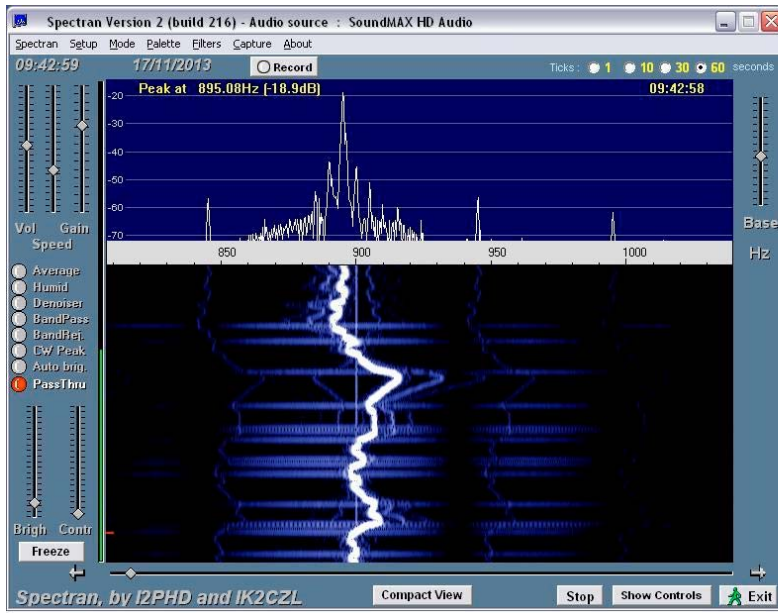 Spectran Version 2 (build 216) - Audio source : SoundMAX HD Audio
Spectran Setup Mode Palette Filters Capture About
09:42:59 17/11/2013 Record Ticks : 1 10 30 60 seconds
Peak at 895.08Hz (-18.9dB) 09:42:58
-20
-30
-40
-50
-60
-70
Vol Gain
Speed
Base
850 900 950 1000
Hz
Average
Humid
Denoiser
BandPass
BandRej.
CW Peak
Auto brig.
PassThru
Brigh Contr
Freeze
Spectran, by I2PHD and IK2CZL Compact View Stop Show Controls Exit